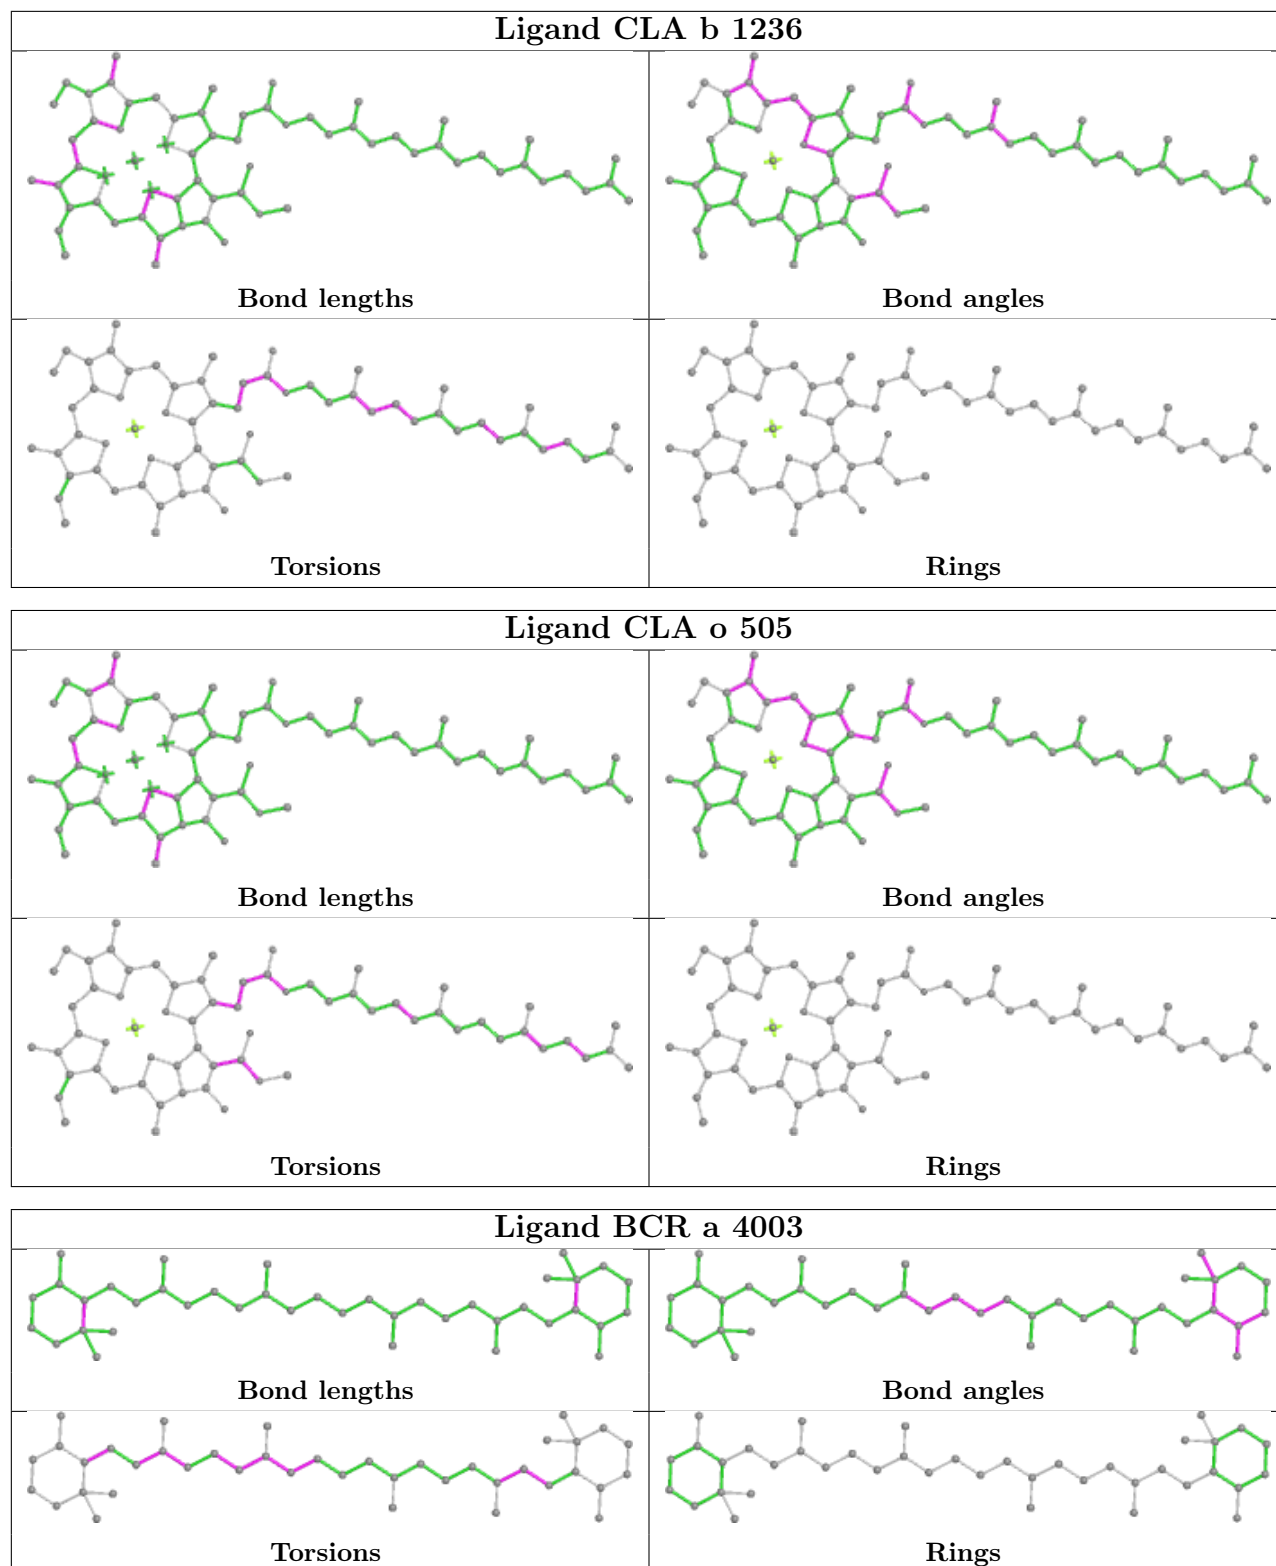 Ligand CLA b 1236
Bond lengths
Bond angles
Torsions
Rings
Ligand CLA o 505
Bond lengths
Bond angles
Torsions
Rings
Ligand BCR a 4003
Bond lengths
Bond angles
Torsions
Rings